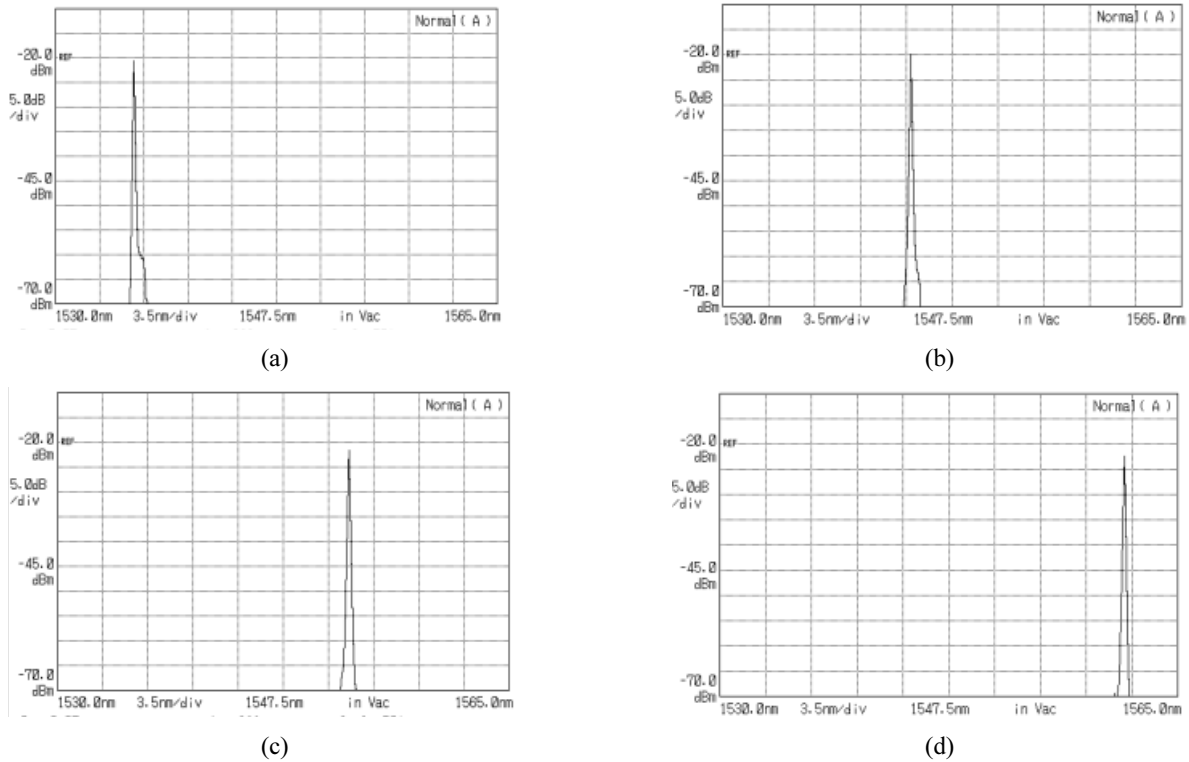 Normal ( A )
-20.0 REF
dBm
5.0dB
/div
-45.0
dBm
-70.0
dBm
1530.0nm 3.5nm/div 1547.5nm in Vac 1565.0nm
(a)
Normal ( A )
-20.0 REF
dBm
5.0dB
/div
-45.0
dBm
-70.0
dBm
1530.0nm 3.5nm/div 1547.5nm in Vac 1565.0nm
(b)
Normal ( A )
-20.0 REF
dBm
5.0dB
/div
-45.0
dBm
-70.0
dBm
1530.0nm 3.5nm/div 1547.5nm in Vac 1565.0nm
(c)
Normal ( A )
-20.0 REF
dBm
5.0dB
/div
-45.0
dBm
-70.0
dBm
1530.0nm 3.5nm/div 1547.5nm in Vac 1565.0nm
(d)